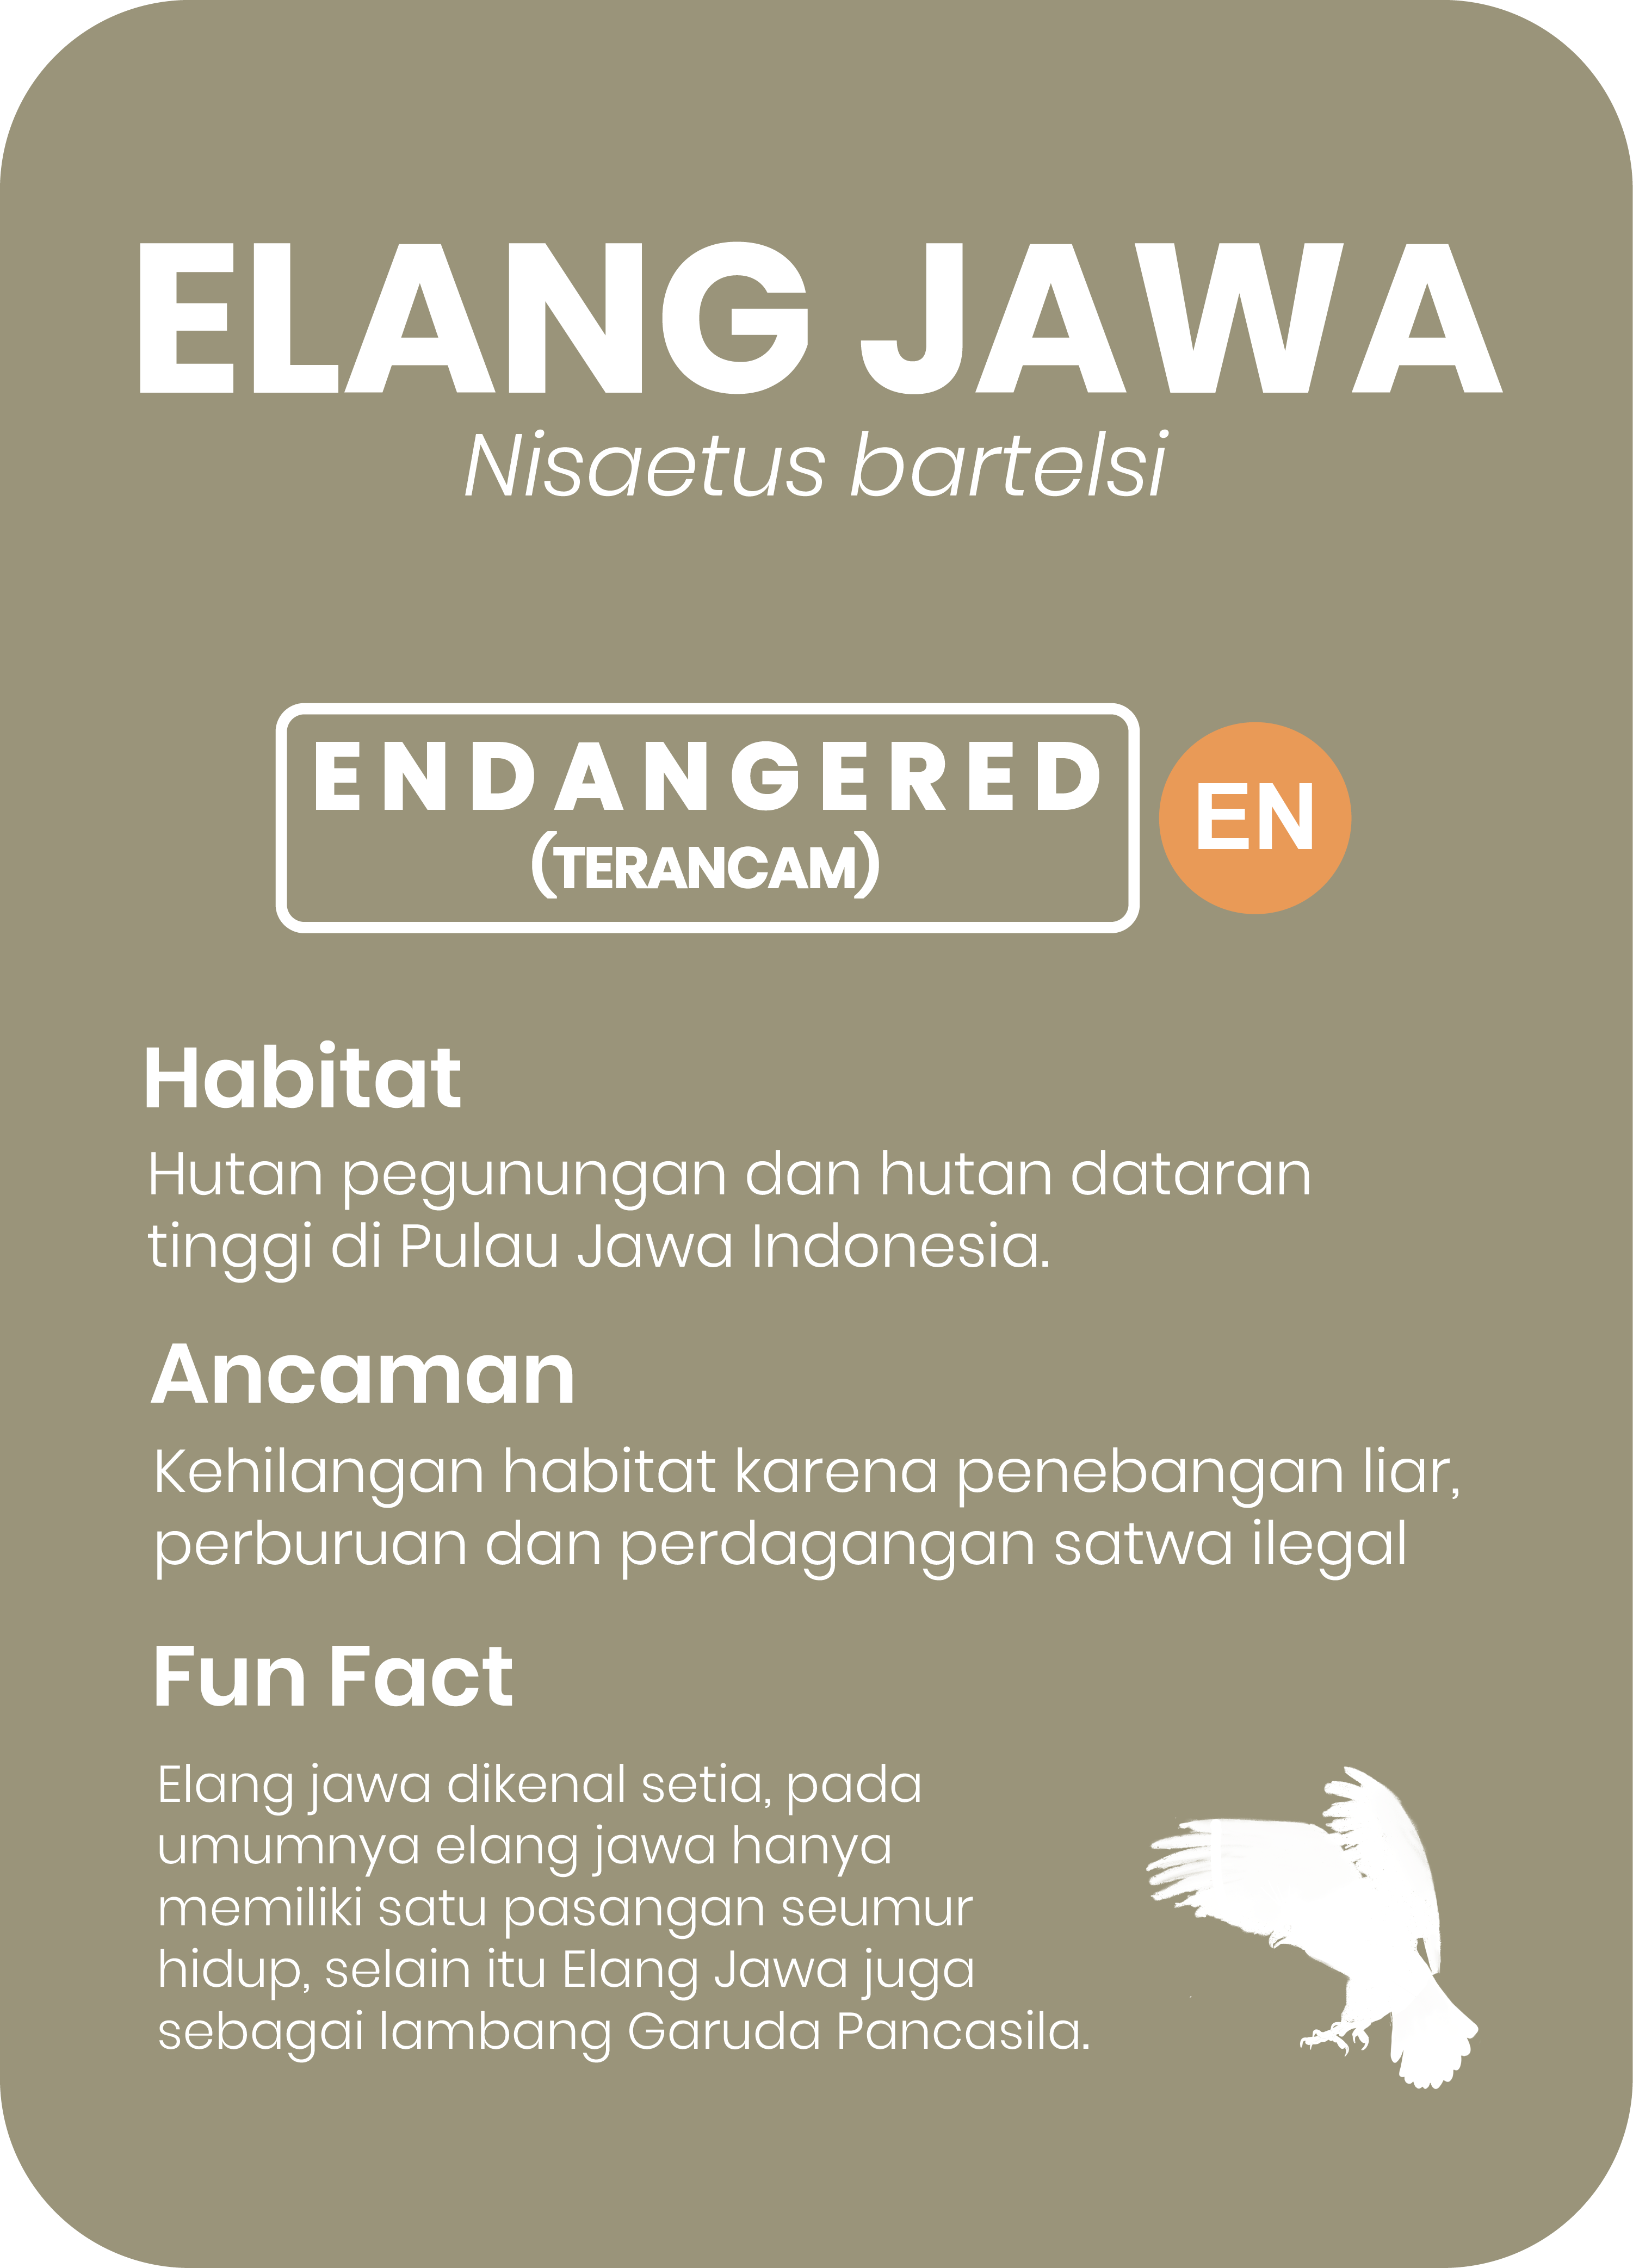 ELANG JAWA
Nisaetus bartelsi
ENDANGERED
(TERANCAM)
EN
Habitat
Hutan pegunungan dan hutan dataran
tinggi di Pulau Jawa Indonesia.
Ancaman
Kehilangan habitat karena penebangan liar,
perburuan dan perdagangan satwa ilegal
Fun Fact
Elang jawa dikenal setia, pada
umumnya elang jawa hanya
memiliki satu pasangan seumur
hidup, selain itu Elang Jawa juga
sebagai lambang Garuda Pancasila.